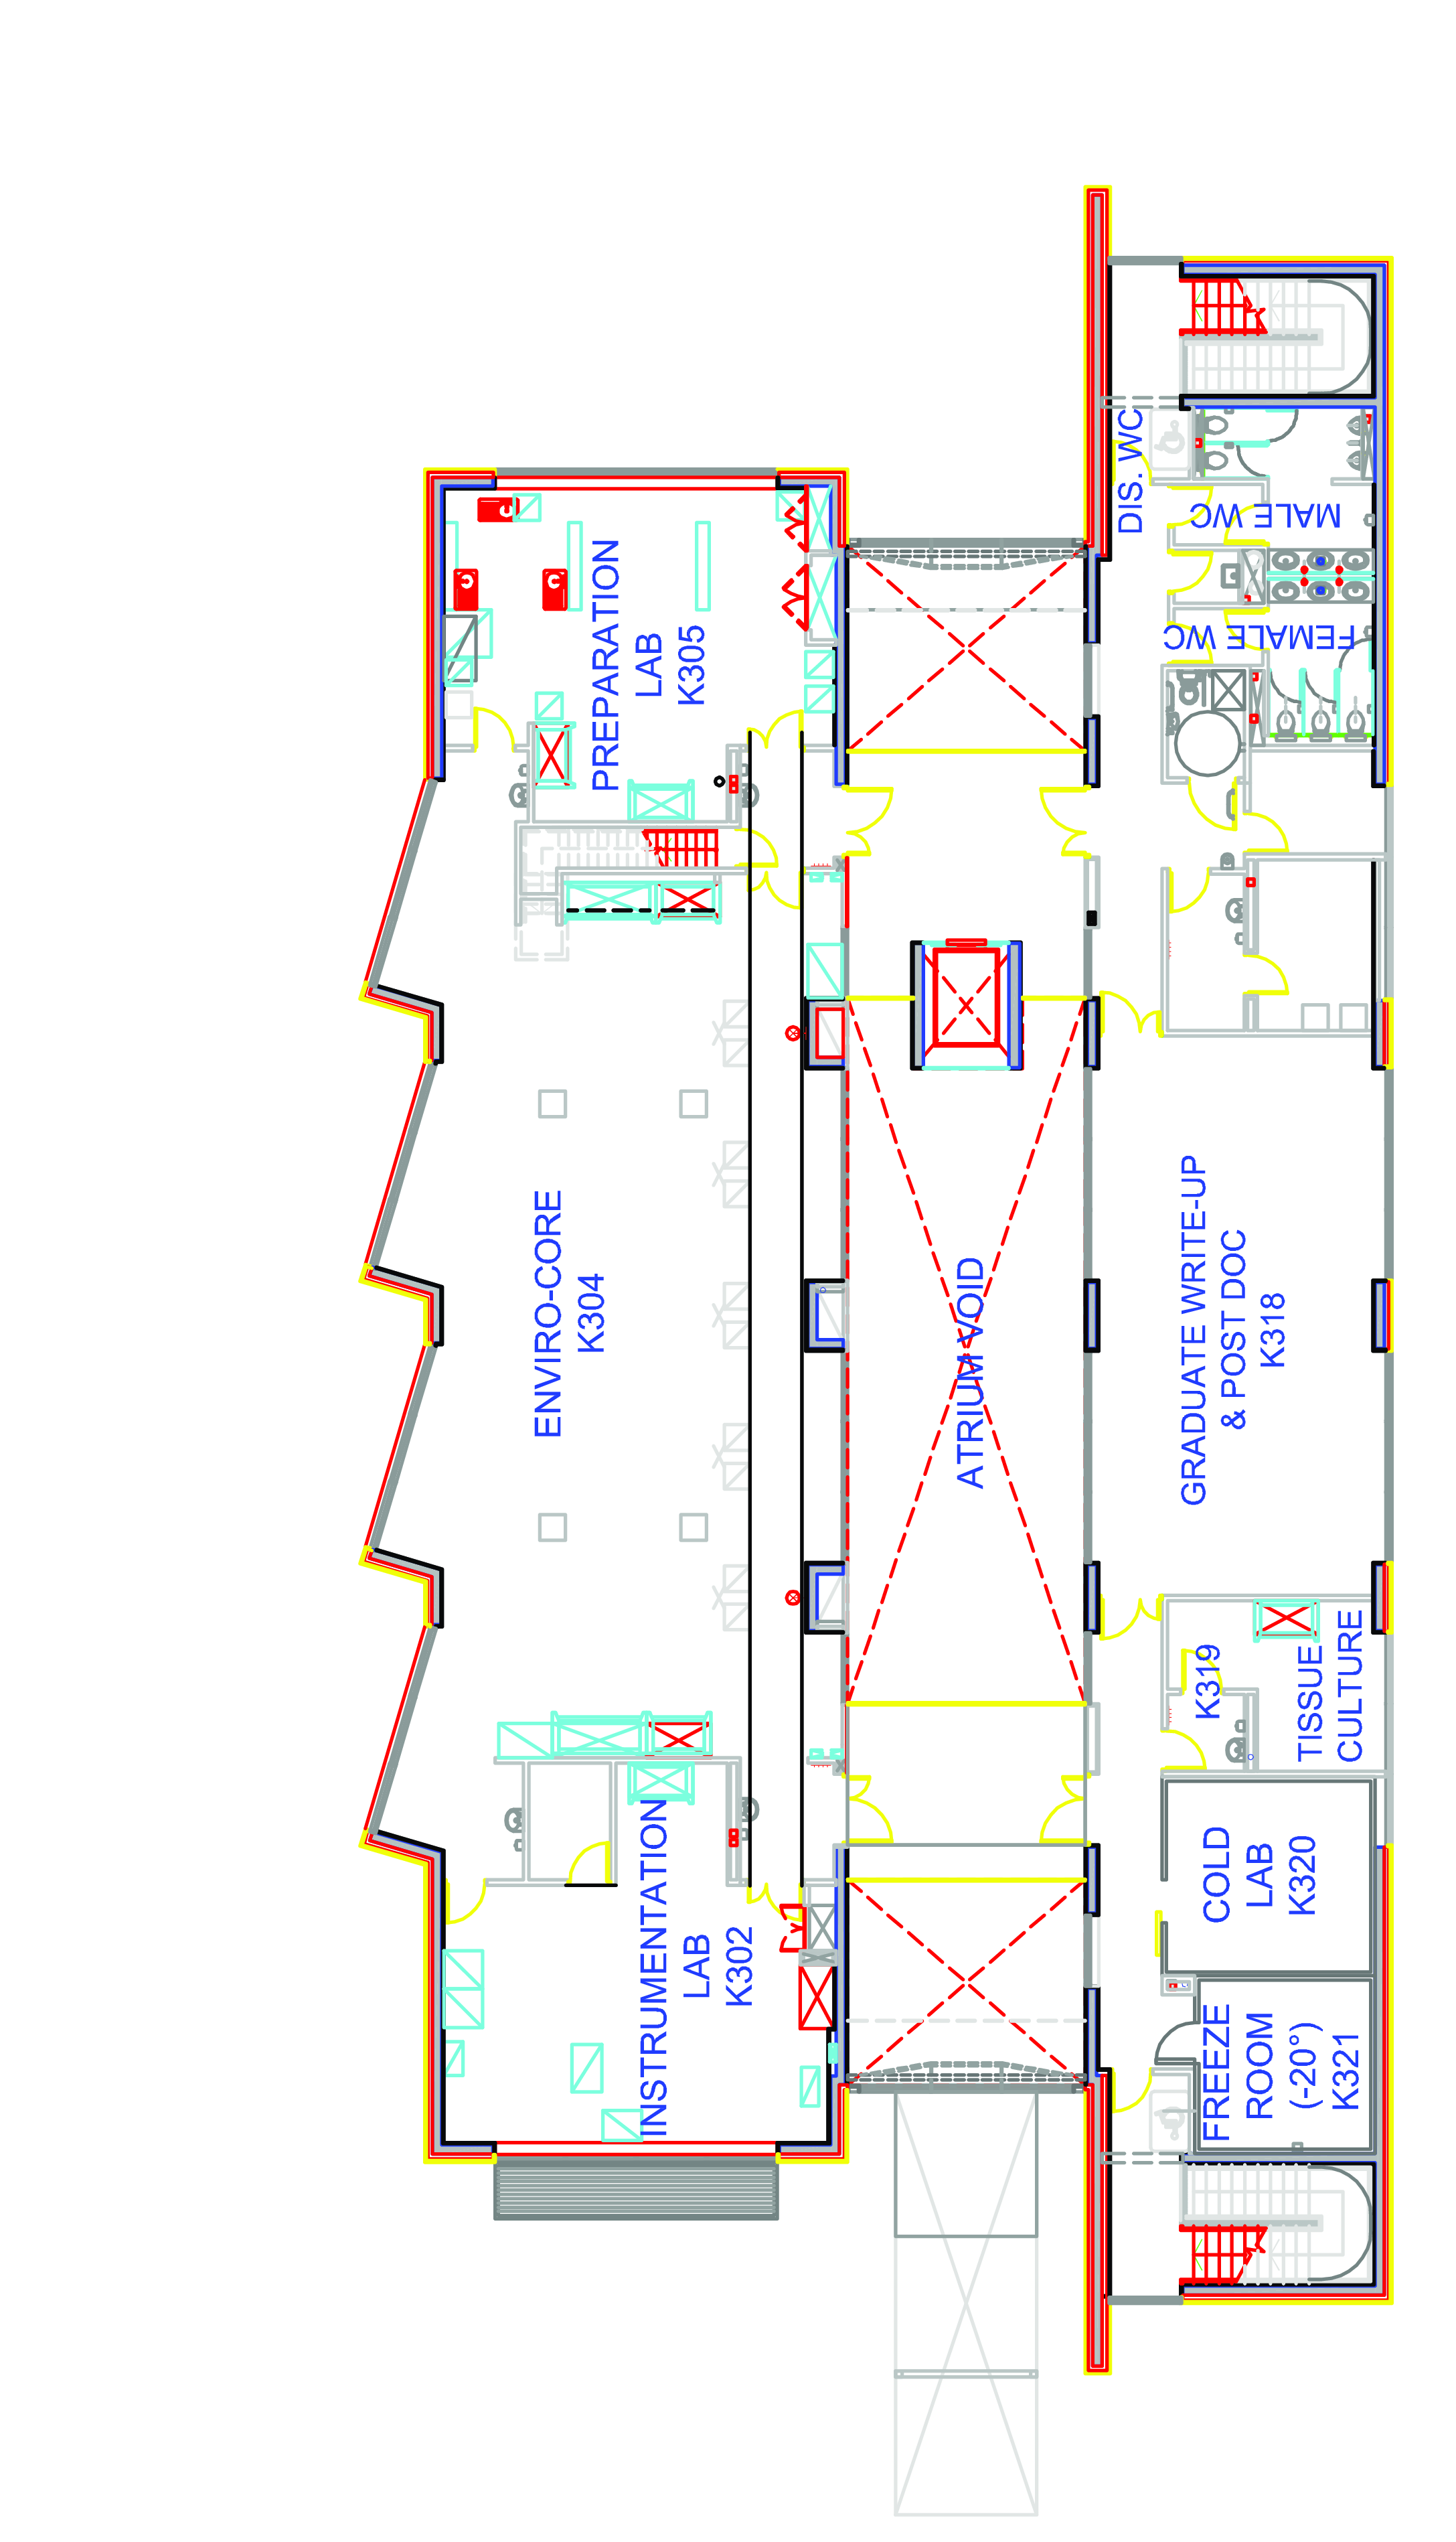 DIS. WC
MALE WC
FEMALE WC
PREPARATION
LAB
K305
ENVIRO-CORE
K304
ATRIUM VOID
GRADUATE WRITE-UP
& POST DOC
K318
K319
TISSUE
CULTURE
INSTRUMENTATION
LAB
K302
COLD
LAB
K320
FREEZE
ROOM
(-20°)
K321